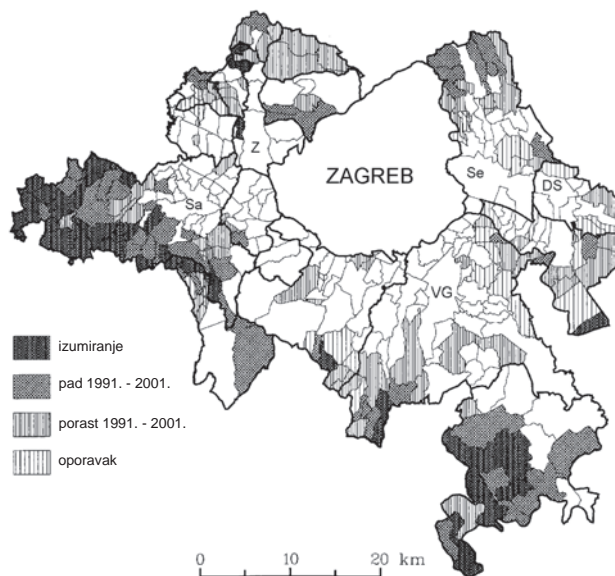 Z
ZAGREB
Se
DS
Sa
VG
izumiranje
pad 1991. - 2001.
porast 1991. - 2001.
oporavak
0 10 20 km